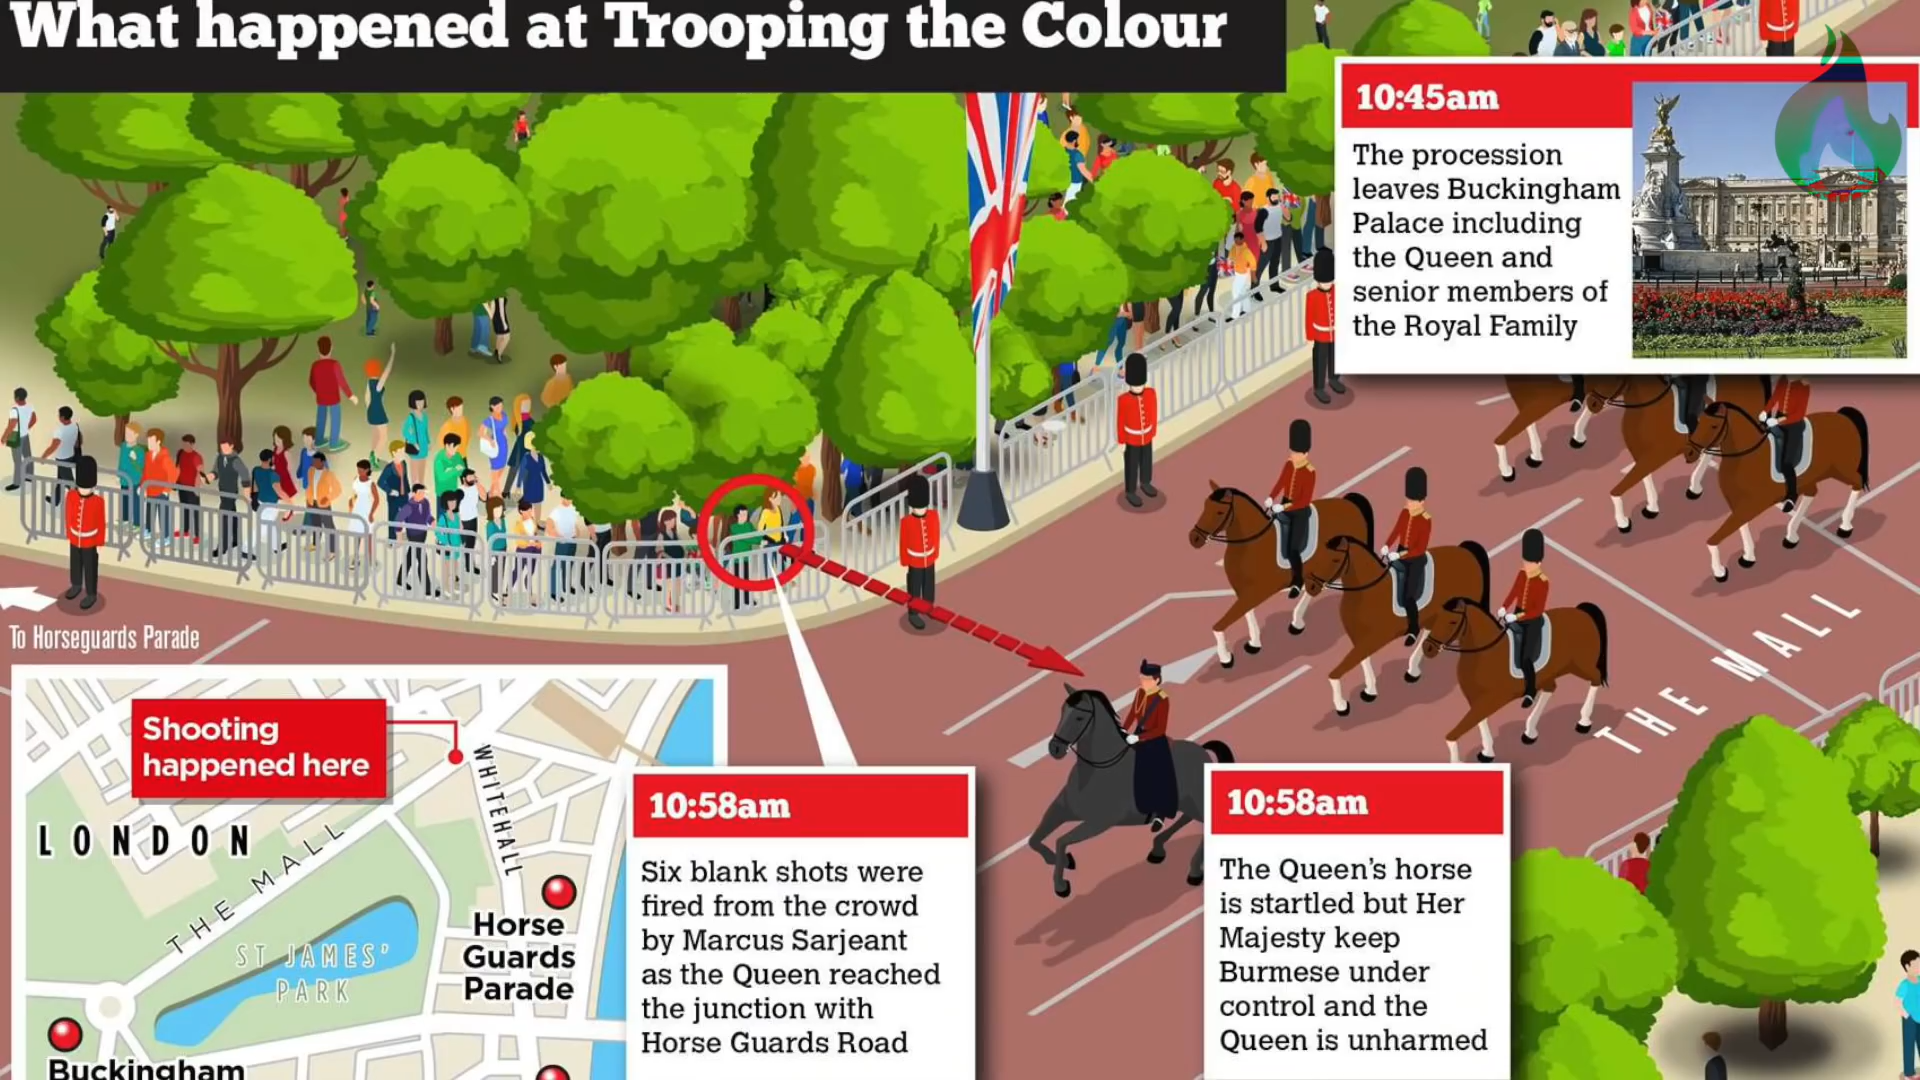 What happened at Trooping the Colour
10:45am
The procession
leaves Buckingham
Palace including
the Queen and
senior members of
the Royal Family
To Horseguards Parade
THE MALL
Shooting
happened here
LONDON
THE MALL
WHITEHALL
ST JAMES'
PARK
Horse
Guards
Parade
Buckingham
10:58am
Six blank shots were
fired from the crowd
by Marcus Sarjeant
as the Queen reached
the junction with
Horse Guards Road
10:58am
The Queen's horse
is startled but Her
Majesty keep
Burmese under
control and the
Queen is unharmed